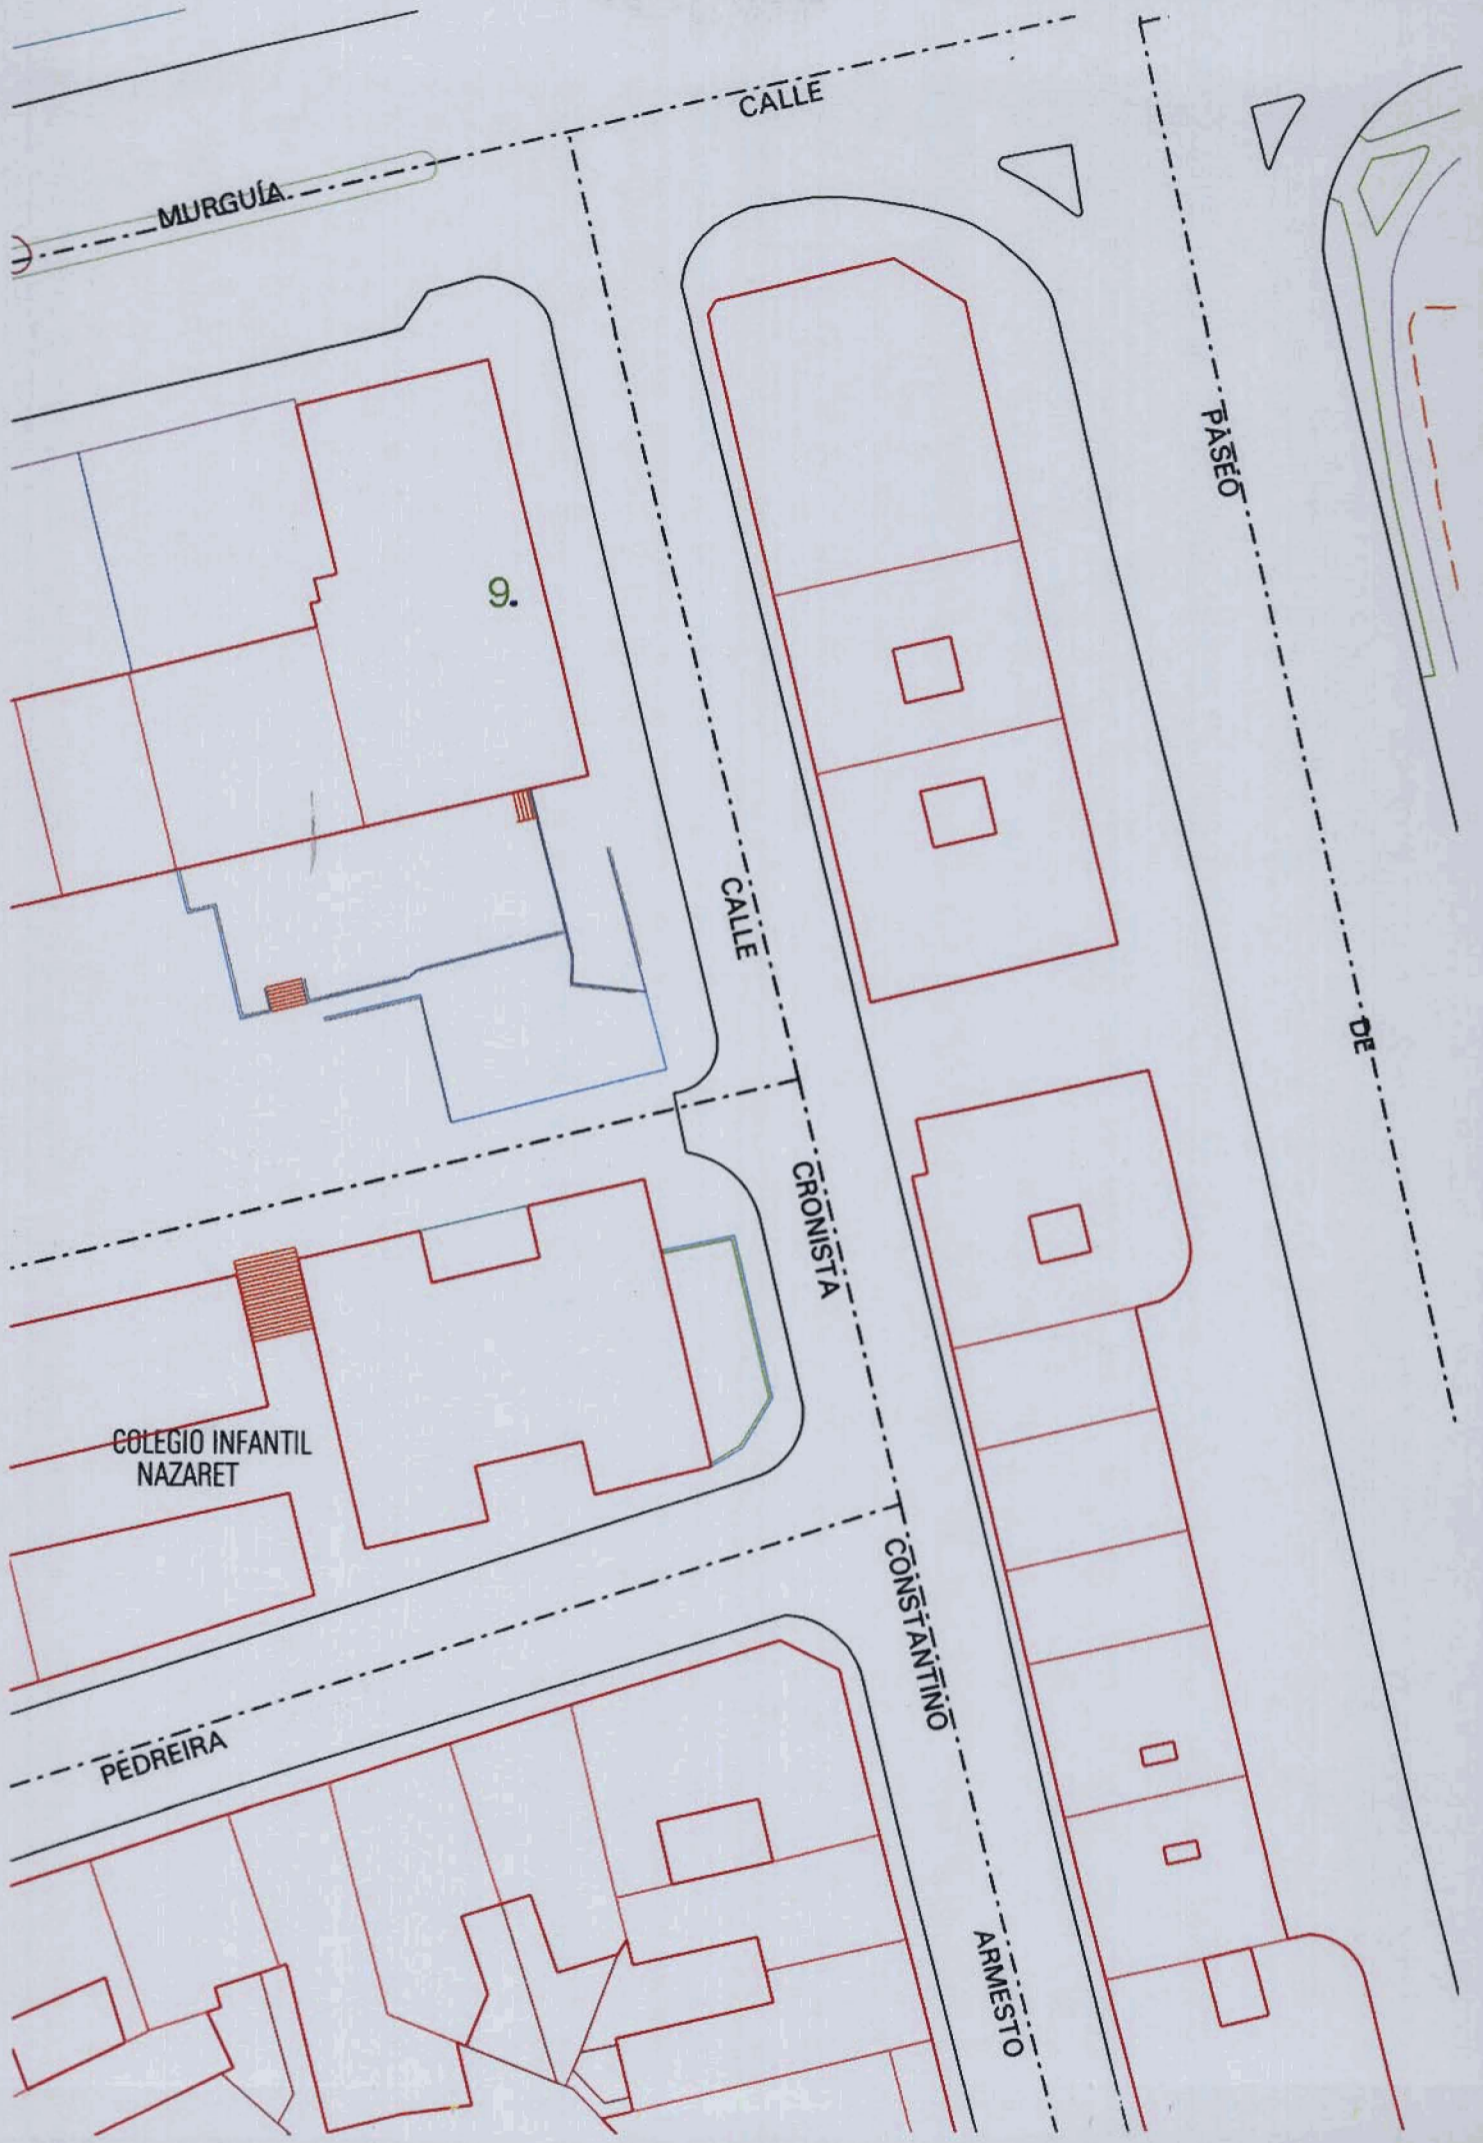 CALLE
MURGUÍA
PASEO
9.
CALLE
DE
CRONISTA
COLEGIO INFANTIL
NAZARET
CONSTANTINO
PEDREIRA
ARMESTO